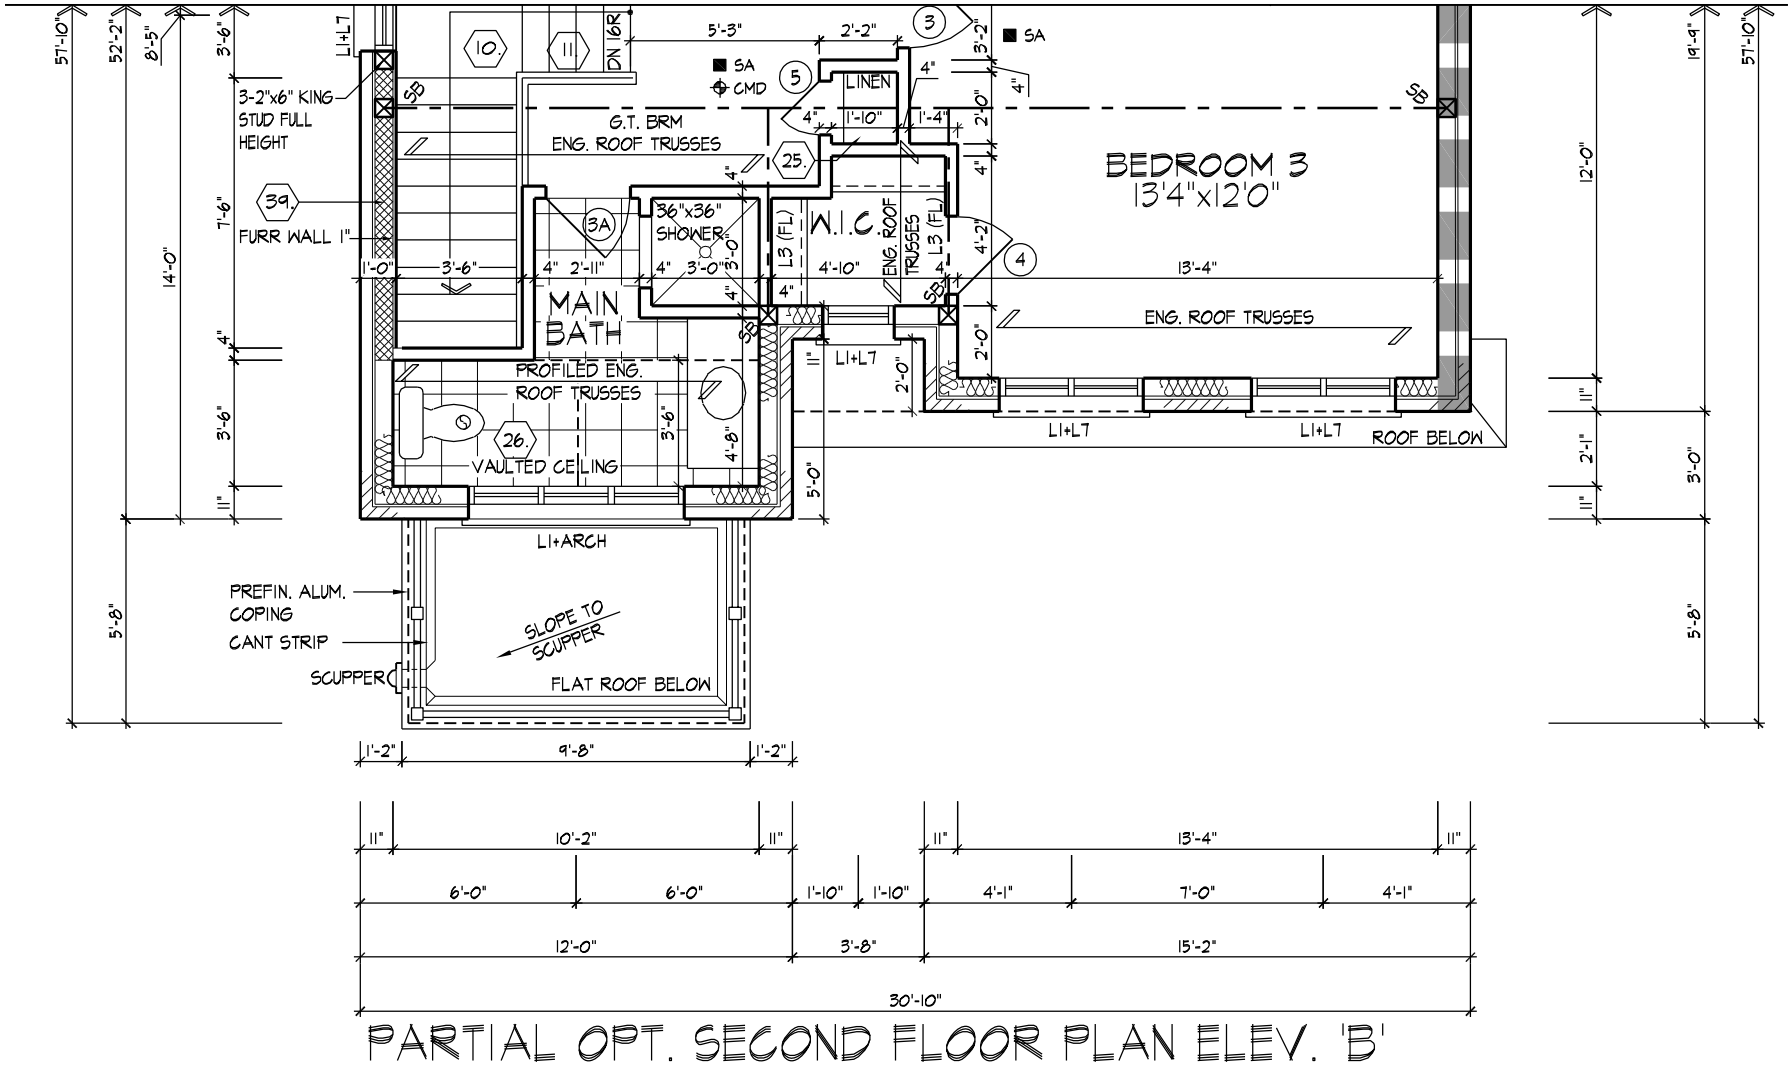 57'-10"
52'-2"
8'-5"
3'-6"
L1+L7
10.
11.
DN 16R
5'-3"
2'-2"
3
3'-2"
SA
19'-9"
57'-10"
SA
CMD
5
LINEN
4"
4"
3-2"x6" KING
STUD FULL
HEIGHT
SB
SB
G.T. BRM
ENG. ROOF TRUSSES
4"
1'-10"
1'-4"
2'-0"
25.
4"
4"
BEDROOM 3
13'4"x12'0"
12'-0"
39.
7'-6"
FURR WALL 1"
14'-0"
3A
36"x36"
SHOWER
3'-0"
L3 (FL)
W.I.C.
ENG. ROOF
TRUSSES
L3 (FL)
4'-2"
4
1'-0"
3'-6"
4"
2'-11"
4"
3'-0"
4'-10"
4"
13'-4"
4"
4"
SB
MAIN
BATH
SB
ENG. ROOF TRUSSES
4"
11"
L1+L7
2'-0"
2'-0"
PROFILED ENG.
ROOF TRUSSES
3'-6"
3'-6"
4'-8"
26.
VAULTED CEILING
L1+L7
L1+L7
ROOF BELOW
11"
2'-1"
3'-0"
11"
5'-0"
11"
L1+ARCH
PREFIN. ALUM.
COPING
CANT STRIP
SCUPPER
SLOPE TO
SCUPPER
FLAT ROOF BELOW
5'-8"
5'-8"
1'-2"
9'-8"
1'-2"
11"
10'-2"
11"
11"
13'-4"
11"
6'-0"
6'-0"
1'-10"
1'-10"
4'-1"
7'-0"
4'-1"
12'-0"
3'-8"
15'-2"
30'-10"
PARTIAL OPT. SECOND FLOOR PLAN ELEV. 'B'